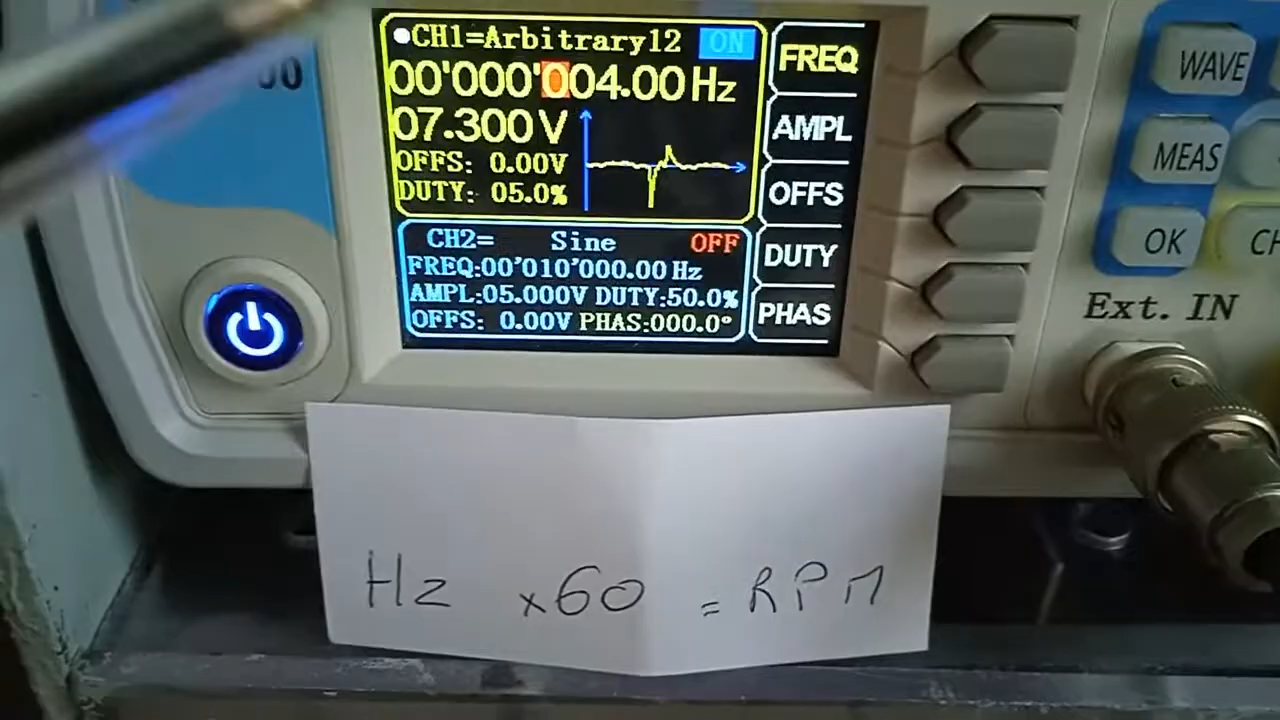 00
CH1=Arbitrary12 ON
00'000'004.00 Hz
07.300 V
OFFS: 0.00V
DUTY: 05.0%
CH2= Sine OFF
FREQ:00'010'000.00 Hz
AMPL:05.000V DUTY:50.0%
OFFS: 0.00V PHAS:000.0°
FREQ
AMPL
OFFS
DUTY
PHAS
WAVE
MEAS
OK
CH
Ext. IN
Hz x60 = RPM